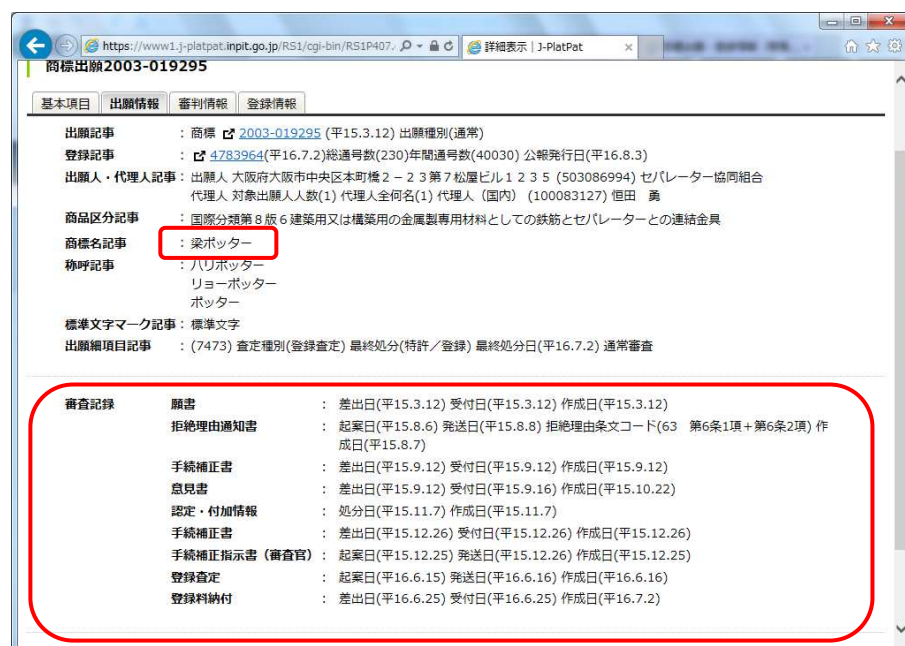 https://www1.j-platpat.inpit.go.jp/RS1/cgi-bin/RS1P407.
詳細表示 | J-PlatPat
商標出願2003-019295
基本項目 出願情報 審判情報 登録情報
出願記事 : 商標 2003-019295 (平15.3.12) 出願種別(通常)
登録記事 : 4783964(平16.7.2)総通号数(230)年間通号数(40030) 公報発行日(平16.8.3)
出願人・代理人記事 : 出願人 大阪府大阪市中央区本町橋2-23第7松屋ビル1235 (503086994) セパレーター協同組合
代理人 対象出願人人数(1) 代理人全何名(1) 代理人 (国内) (100083127) 恒田 勇
商品区分記事 : 国際分類第8版6建築用又は構築用の金属製専用材料としての鉄筋とセパレーターとの連結金具
商標名記事 : 梁ポッター
称呼記事 : ハリポッター
リョーポッター
ポッター
標準文字マーク記事 : 標準文字
出願細項目記事 : (7473) 査定種別(登録査定) 最終処分(特許/登録) 最終処分日(平16.7.2) 通常審査
審査記録 願書 : 差出日(平15.3.12) 受付日(平15.3.12) 作成日(平15.3.12)
拒絶理由通知書 : 起案日(平15.8.6) 発送日(平15.8.8) 拒絶理由条文コード(63 第6条1項+第6条2項) 作
成日(平15.8.7)
手続補正書 : 差出日(平15.9.12) 受付日(平15.9.12) 作成日(平15.9.12)
意見書 : 差出日(平15.9.12) 受付日(平15.9.16) 作成日(平15.10.22)
認定・付加情報 : 処分日(平15.11.7) 作成日(平15.11.7)
手続補正書 : 差出日(平15.12.26) 受付日(平15.12.26) 作成日(平15.12.26)
手続補正指示書(審査官) : 起案日(平15.12.25) 発送日(平15.12.26) 作成日(平15.12.25)
登録査定 : 起案日(平16.6.15) 発送日(平16.6.16) 作成日(平16.6.16)
登録料納付 : 差出日(平16.6.25) 受付日(平16.6.25) 作成日(平16.7.2)